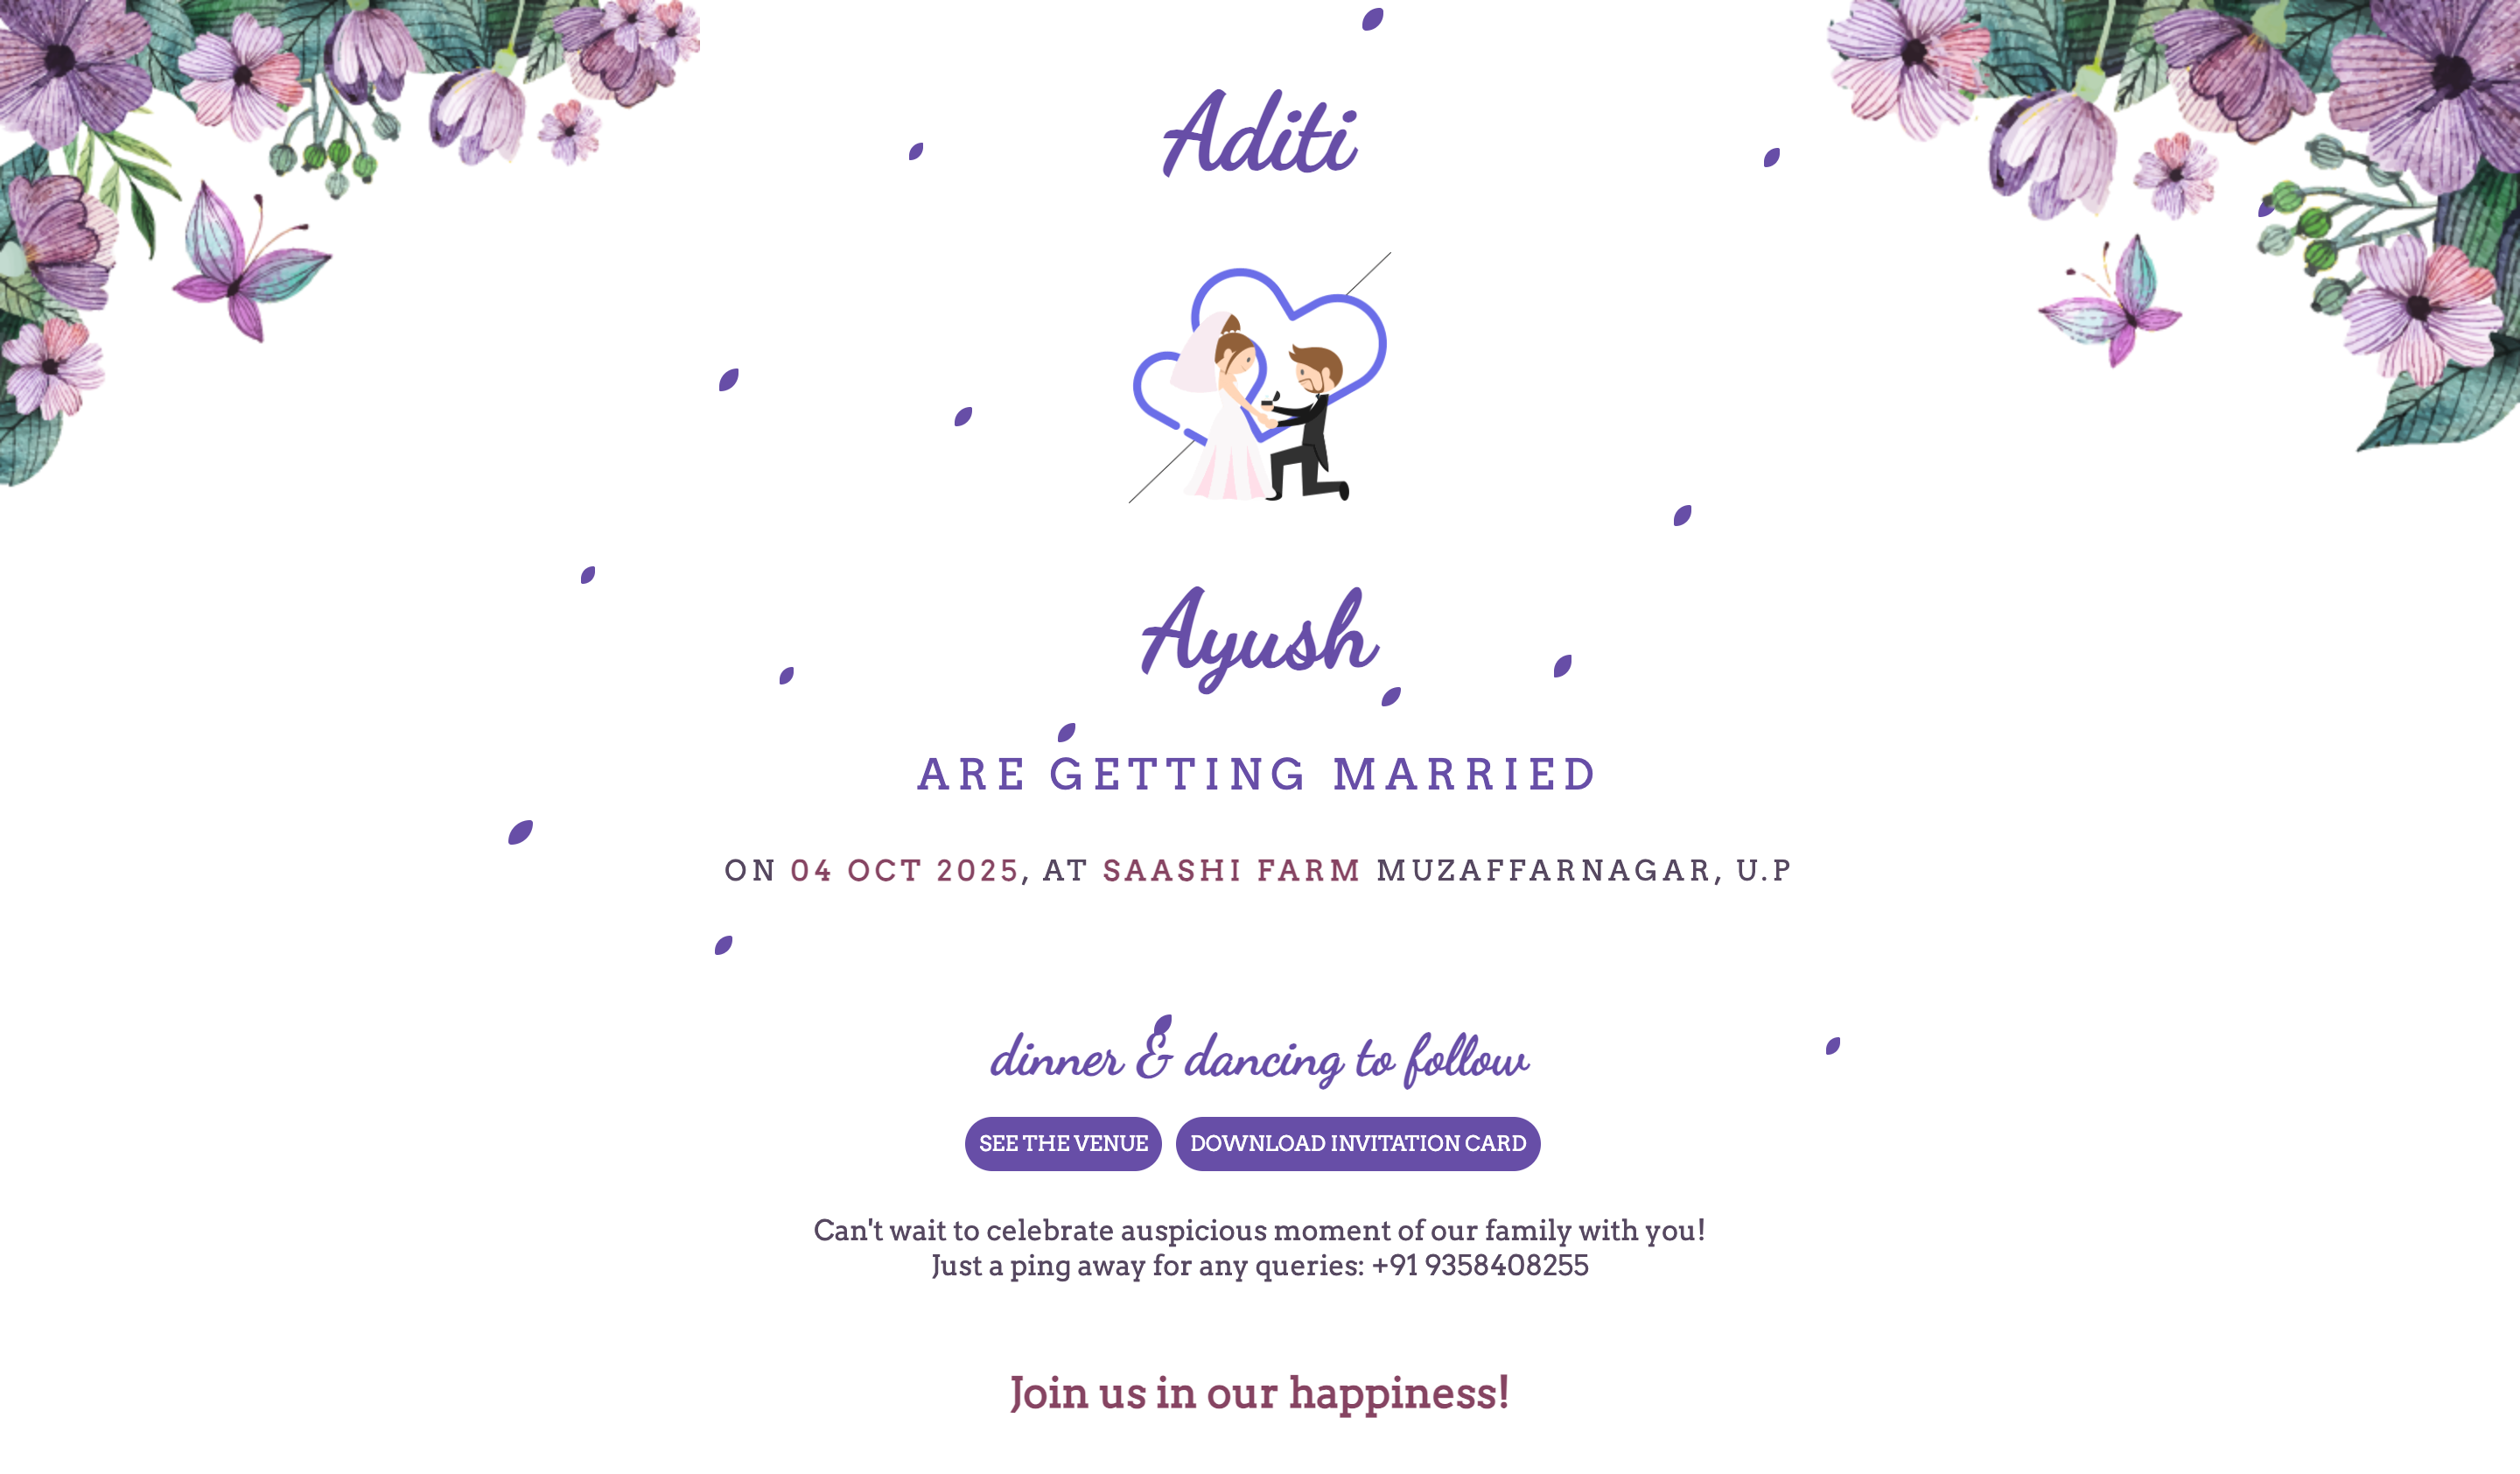 Aditi
Ayush
ARE GETTING MARRIED
ON 04 OCT 2025, AT SAASHI FARM MUZAFFARNAGAR, U.P
dinner & dancing to follow
SEE THE VENUE DOWNLOAD INVITATION CARD
Can't wait to celebrate auspicious moment of our family with you!
Just a ping away for any queries: +91 9358408255
Join us in our happiness!